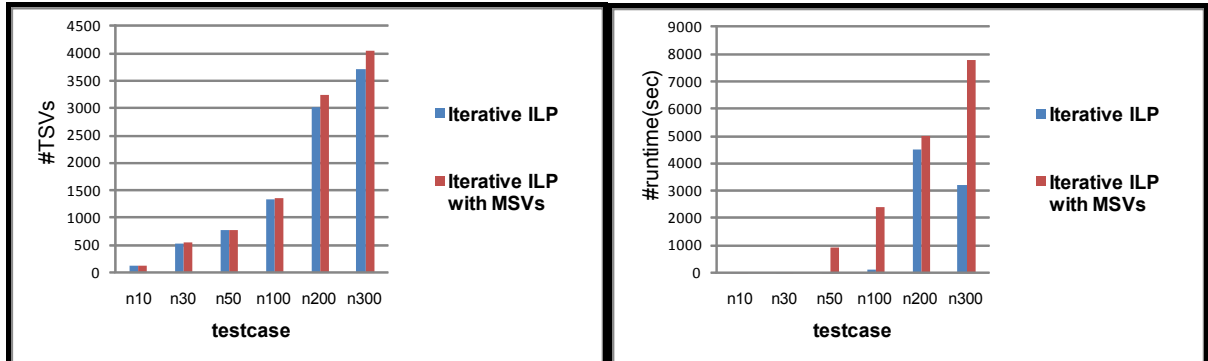 4500
4000
3500
3000
2500
2000
1500
1000
500
0
#TSVs
n10 n30 n50 n100 n200 n300
testcase
Iterative ILP
Iterative ILP
with MSVs
9000
8000
7000
6000
5000
4000
3000
2000
1000
0
#runtime(sec)
n10 n30 n50 n100 n200 n300
testcase
Iterative ILP
Iterative ILP
with MSVs